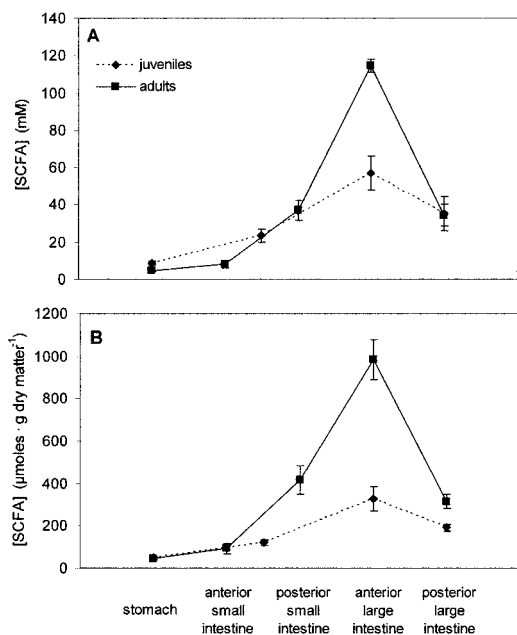 A
juveniles
adults
[SCFA] (mM)
140
120
100
80
60
40
20
0
B
[SCFA] (µmoles · g dry matter⁻¹)
1200
1000
800
600
400
200
0
stomach
anterior
small
intestine
posterior
small
intestine
anterior
large
intestine
posterior
large
intestine